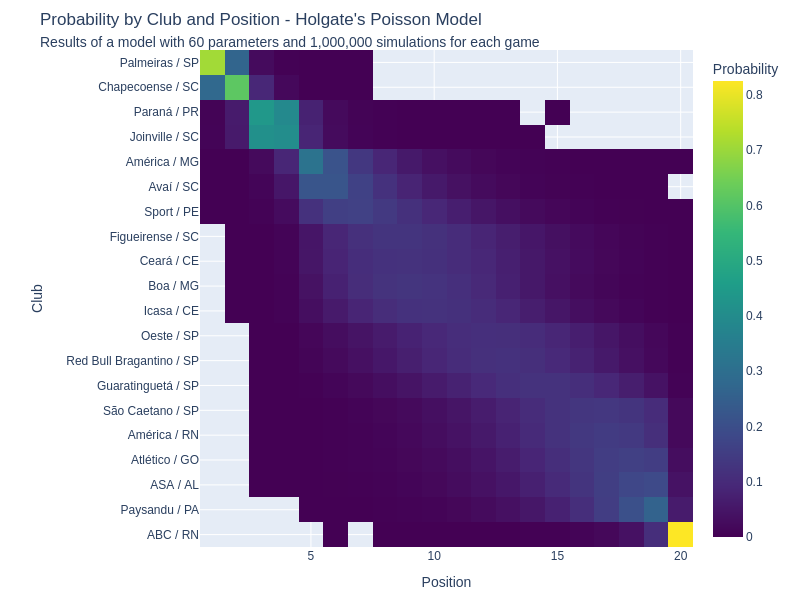 Probability by Club and Position - Holgate's Poisson Model
Results of a model with 60 parameters and 1,000,000 simulations for each game
Probability
Palmeiras / SP
Chapecoense / SC
Paraná / PR
Joinville / SC
América / MG
Avaí / SC
Sport / PE
Figueirense / SC
Ceará / CE
Boa / MG
Icasa / CE
Oeste / SP
Red Bull Bragantino / SP
Guaratinguetá / SP
São Caetano / SP
América / RN
Atlético / GO
ASA / AL
Paysandu / PA
ABC / RN
Club
5
10
15
20
Position
0.8
0.7
0.6
0.5
0.4
0.3
0.2
0.1
0